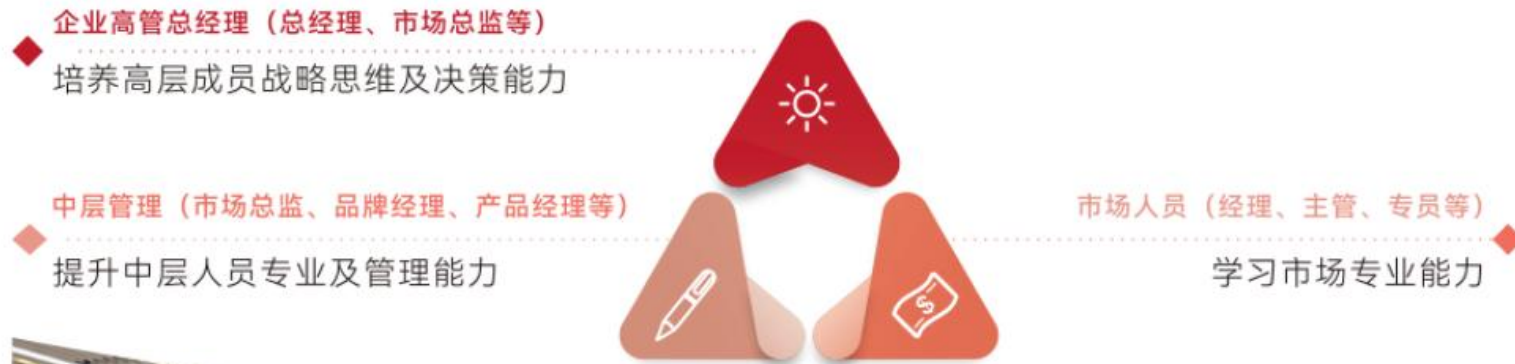 企业高管总经理（总经理、市场总监等）
培养高层成员战略思维及决策能力
中层管理（市场总监、品牌经理、产品经理等）
提升中层人员专业及管理能力
市场人员（经理、主管、专员等）
学习市场专业能力
$